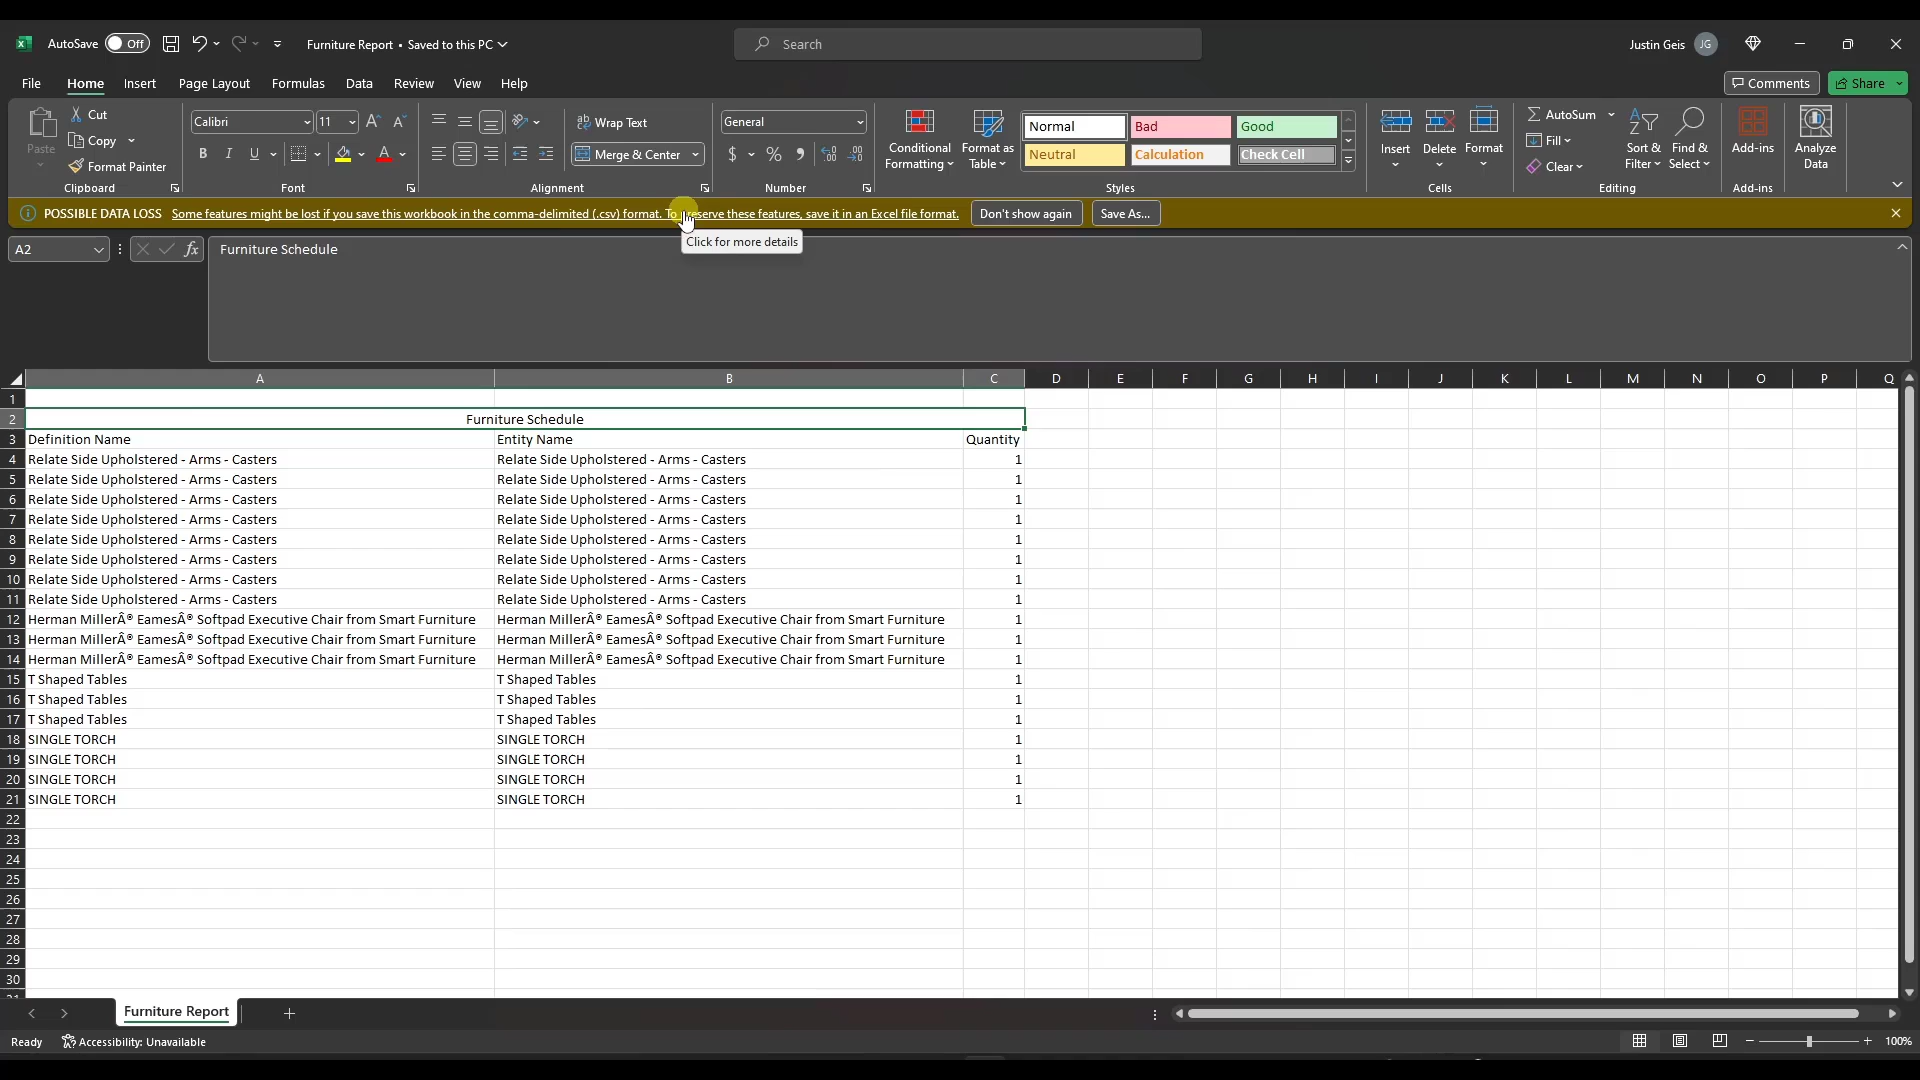 AutoSave Off Furniture Report • Saved to this PC Search Justin Geis JG
File Home Insert Page Layout Formulas Data Review View Help Comments Share
Paste Cut Copy Format Painter Clipboard
Calibri 11 B I U A Font
Wrap Text Merge & Center Alignment
General $ % Number
Conditional Formatting Format as Table Normal Bad Good Neutral Calculation Check Cell Styles
Insert Delete Format Cells
AutoSum Fill Clear Sort & Filter Find & Select Editing
Add-ins Add-ins
Analyze Data
POSSIBLE DATA LOSS Some features might be lost if you save this workbook in the comma-delimited (.csv) format. To preserve these features, save it in an Excel file format. Don't show again Save As...
Click for more details
A2 fx Furniture Schedule
A B C D E F G H I J K L M N O P Q
1
2 Furniture Schedule
3 Definition Name Entity Name Quantity
4 Relate Side Upholstered - Arms - Casters Relate Side Upholstered - Arms - Casters 1
5 Relate Side Upholstered - Arms - Casters Relate Side Upholstered - Arms - Casters 1
6 Relate Side Upholstered - Arms - Casters Relate Side Upholstered - Arms - Casters 1
7 Relate Side Upholstered - Arms - Casters Relate Side Upholstered - Arms - Casters 1
8 Relate Side Upholstered - Arms - Casters Relate Side Upholstered - Arms - Casters 1
9 Relate Side Upholstered - Arms - Casters Relate Side Upholstered - Arms - Casters 1
10 Relate Side Upholstered - Arms - Casters Relate Side Upholstered - Arms - Casters 1
11 Relate Side Upholstered - Arms - Casters Relate Side Upholstered - Arms - Casters 1
12 Herman MillerÂ® EamesÂ® Softpad Executive Chair from Smart Furniture Herman MillerÂ® EamesÂ® Softpad Executive Chair from Smart Furniture 1
13 Herman MillerÂ® EamesÂ® Softpad Executive Chair from Smart Furniture Herman MillerÂ® EamesÂ® Softpad Executive Chair from Smart Furniture 1
14 Herman MillerÂ® EamesÂ® Softpad Executive Chair from Smart Furniture Herman MillerÂ® EamesÂ® Softpad Executive Chair from Smart Furniture 1
15 T Shaped Tables T Shaped Tables 1
16 T Shaped Tables T Shaped Tables 1
17 T Shaped Tables T Shaped Tables 1
18 SINGLE TORCH SINGLE TORCH 1
19 SINGLE TORCH SINGLE TORCH 1
20 SINGLE TORCH SINGLE TORCH 1
21 SINGLE TORCH SINGLE TORCH 1
22
23
24
25
26
27
28
29
30
Furniture Report
Ready Accessibility: Unavailable 100%